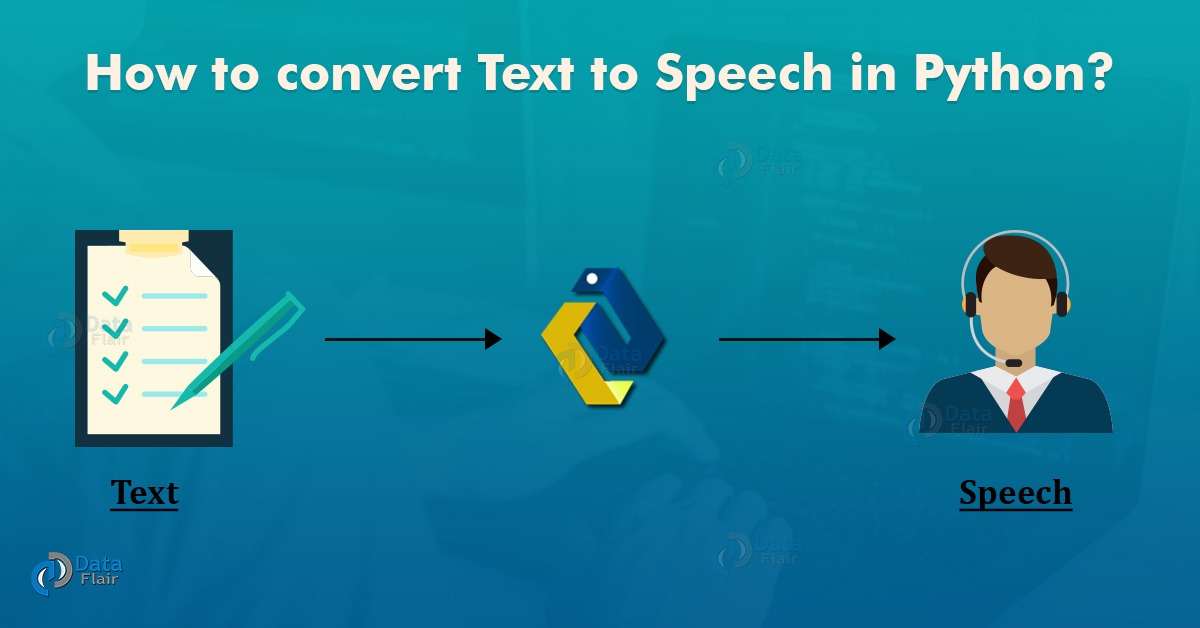 How to convert Text to Speech in Python?
Data
Flair
Data
Flair
Data
Flair
Data
Flair
Text
Speech
Data
Flair
Data
Flair